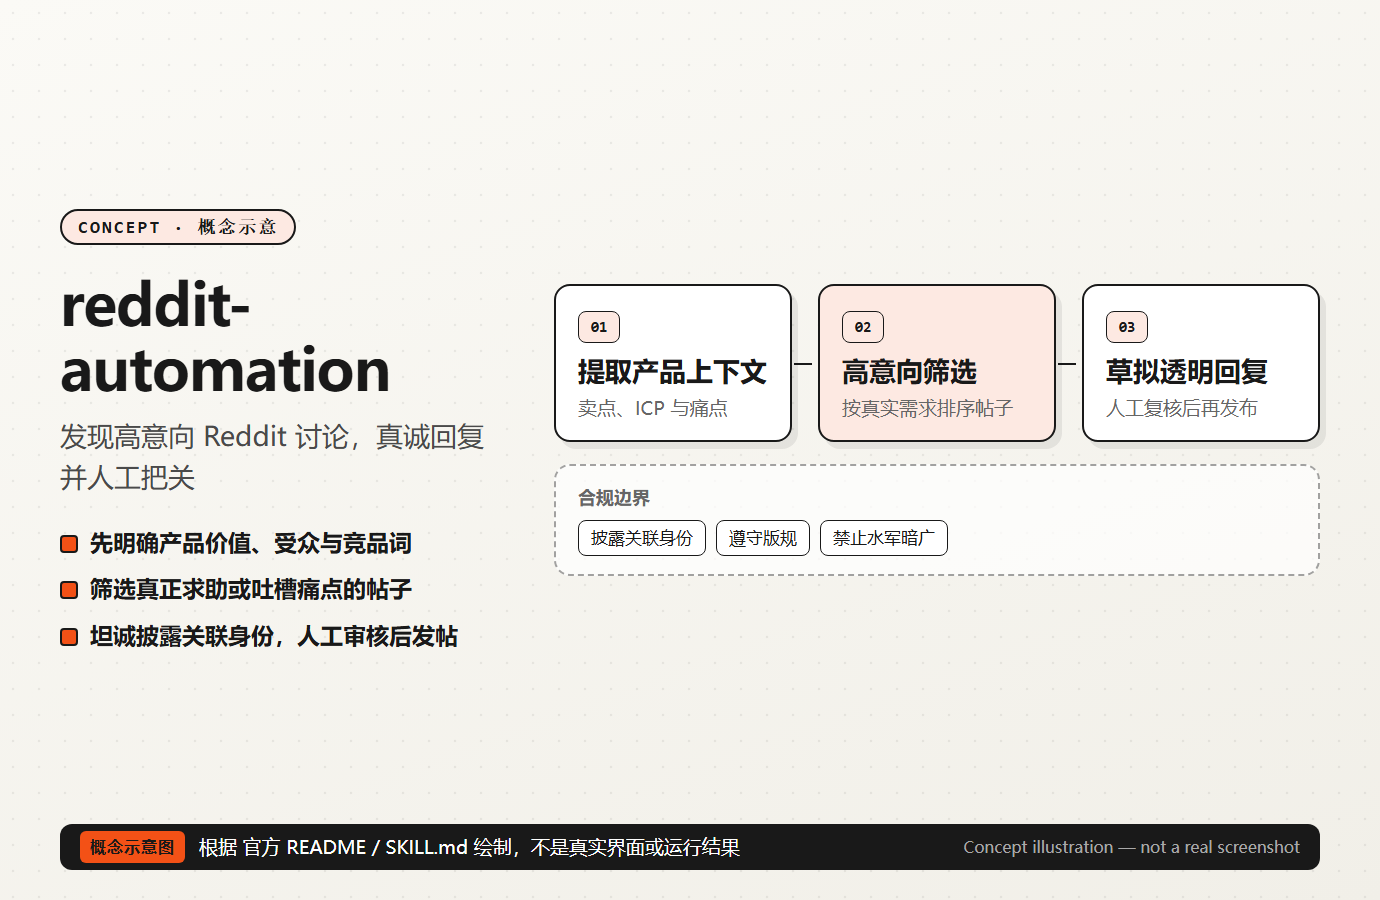 CONCEPT · 概念示意
reddit-
automation
发现高意向 Reddit 讨论，真诚回复
并人工把关
先明确产品价值、受众与竞品词
筛选真正求助或吐槽痛点的帖子
坦诚披露关联身份，人工审核后发帖
01
提取产品上下文
卖点、ICP 与痛点
02
高意向筛选
按真实需求排序帖子
03
草拟透明回复
人工复核后再发布
合规边界
披露关联身份
遵守版规
禁止水军暗广
概念示意图
根据 官方 README / SKILL.md 绘制，不是真实界面或运行结果
Concept illustration — not a real screenshot